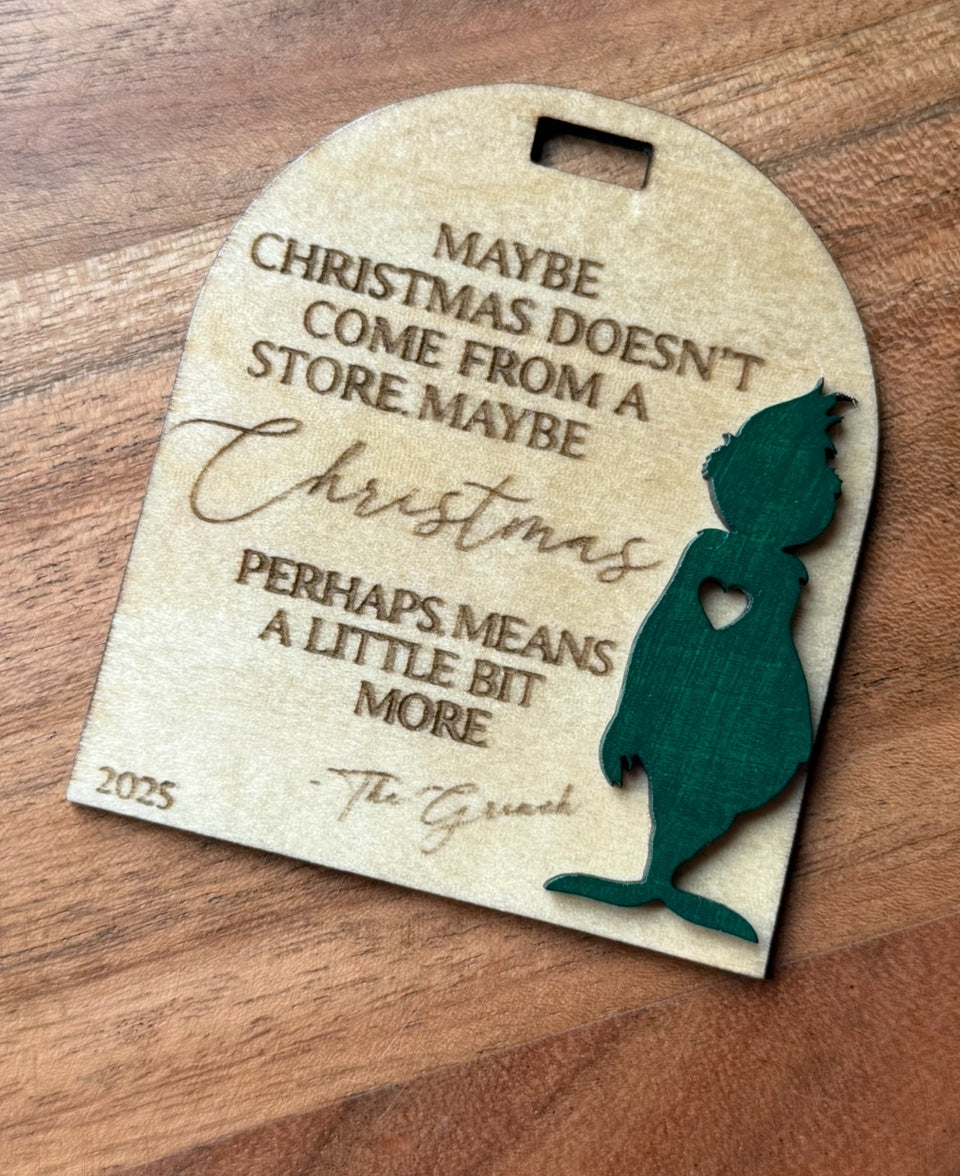 MAYBE
CHRISTMAS DOESN'T
COME FROM A
STORE. MAYBE
Christmas
PERHAPS, MEANS
A LITTLE BIT
MORE
- The Grinch
2025